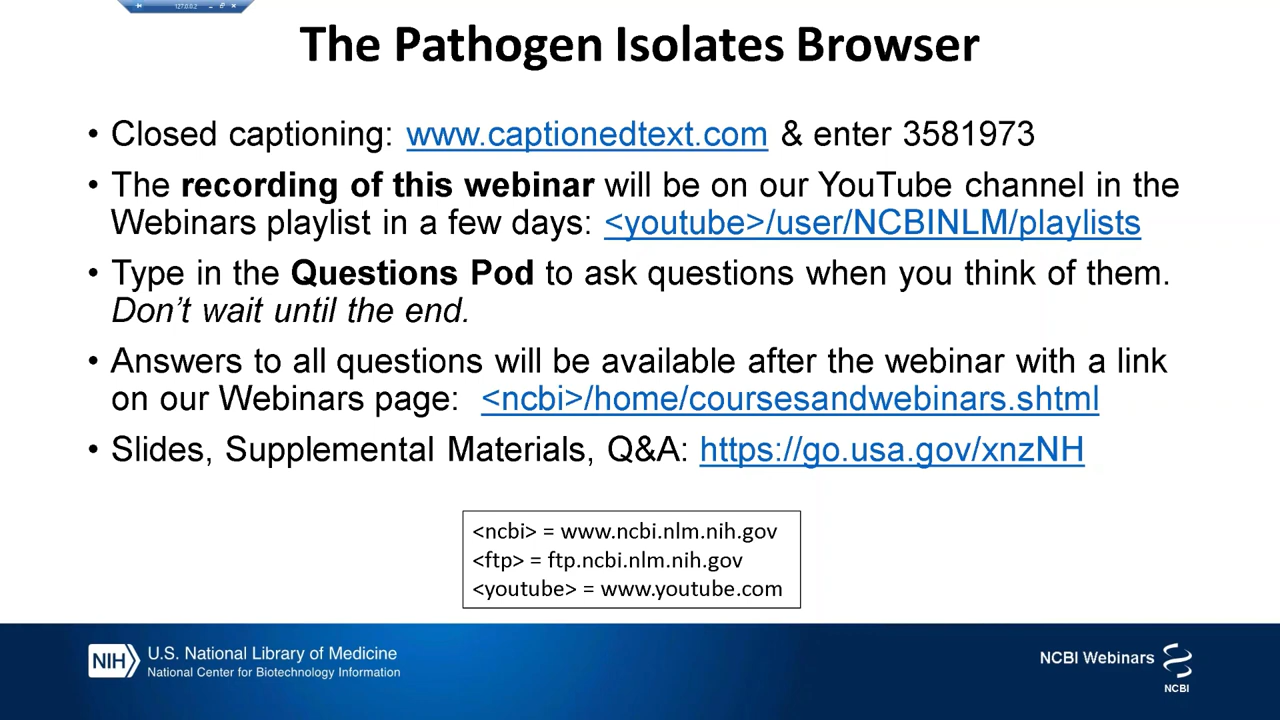 127.0.0.2
The Pathogen Isolates Browser
• Closed captioning: www.captionedtext.com & enter 3581973
• The recording of this webinar will be on our YouTube channel in the
Webinars playlist in a few days: <youtube>/user/NCBINLM/playlists
• Type in the Questions Pod to ask questions when you think of them.
Don’t wait until the end.
• Answers to all questions will be available after the webinar with a link
on our Webinars page: <ncbi>/home/coursesandwebinars.shtml
• Slides, Supplemental Materials, Q&A: https://go.usa.gov/xnzNH
<ncbi> = www.ncbi.nlm.nih.gov
<ftp> = ftp.ncbi.nlm.nih.gov
<youtube> = www.youtube.com
NIH U.S. National Library of Medicine
National Center for Biotechnology Information
NCBI Webinars
NCBI